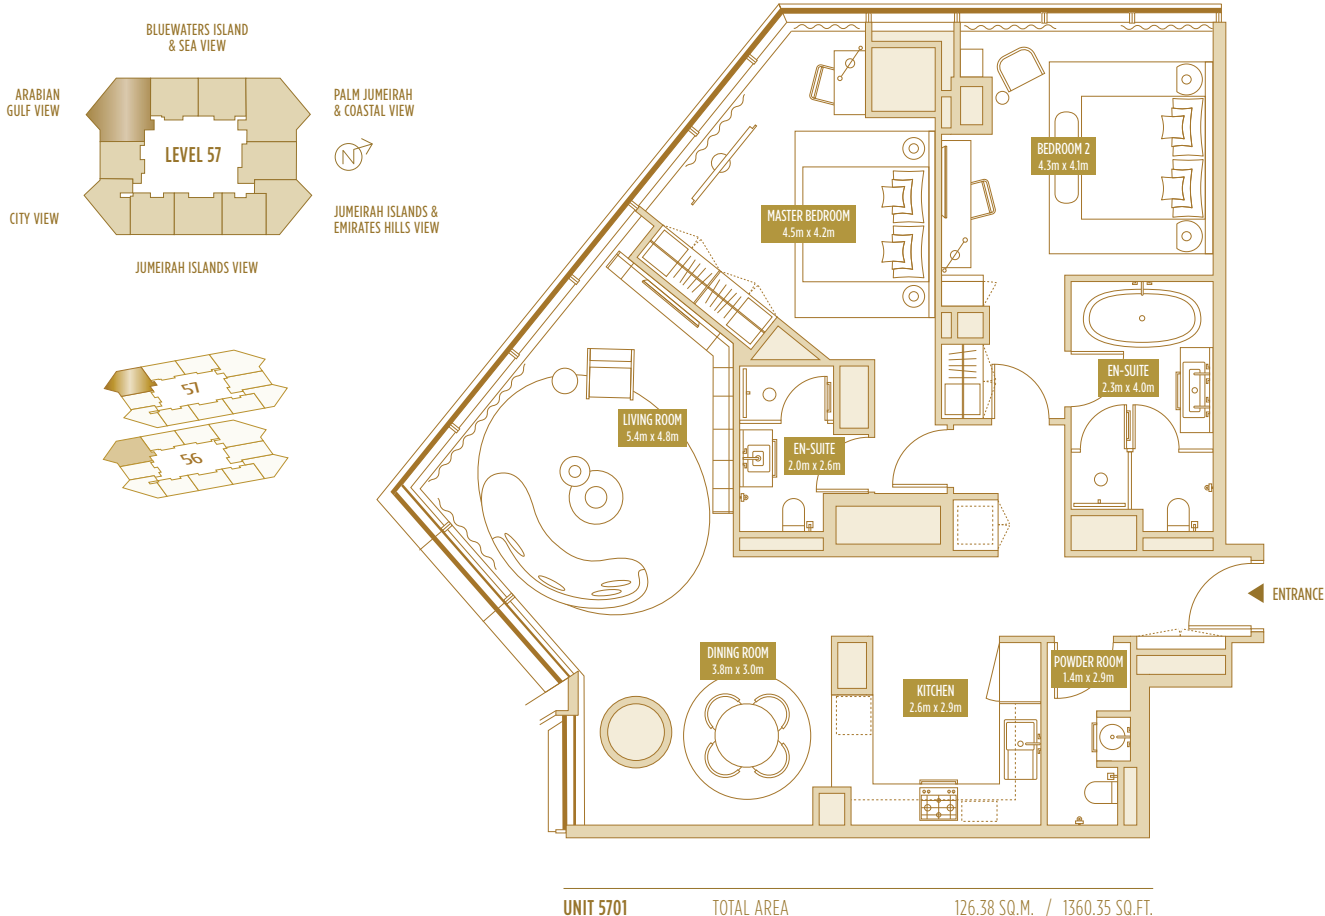 BLUEWATERS ISLAND
& SEA VIEW
ARABIAN
GULF VIEW
PALM JUMEIRAH
& COASTAL VIEW
LEVEL 57
N
CITY VIEW
JUMEIRAH ISLANDS &
EMIRATES HILLS VIEW
JUMEIRAH ISLANDS VIEW
57
56
BEDROOM 2
4.3m x 4.1m
MASTER BEDROOM
4.5m x 4.2m
EN-SUITE
2.3m x 4.0m
LIVING ROOM
5.4m x 4.8m
EN-SUITE
2.0m x 2.6m
ENTRANCE
DINING ROOM
3.8m x 3.0m
POWDER ROOM
1.4m x 2.9m
KITCHEN
2.6m x 2.9m
UNIT 5701 TOTAL AREA 126.38 SQ.M. / 1360.35 SQ.FT.